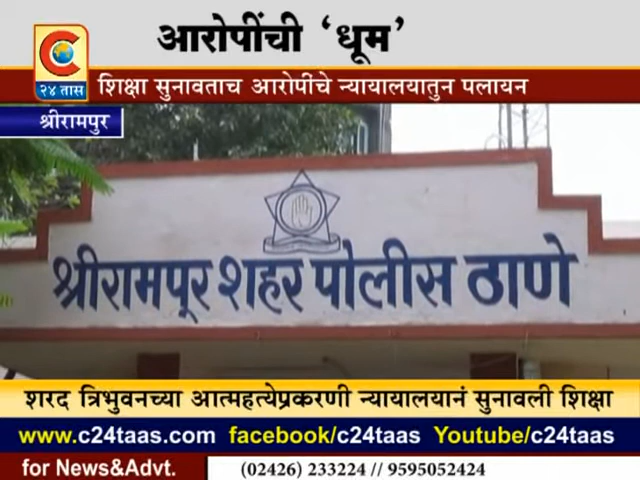 आरोपींची ‘धूम’
C
२४ तास
शिक्षा सुनावताच आरोपींचे न्यायालयातुन पलायन
श्रीरामपुर
श्रीरामपूर शहर पोलीस ठाणे
शरद त्रिभुवनच्या आत्महत्येप्रकरणी न्यायालयानं सुनावली शिक्षा
www.c24taas.com facebook/c24taas Youtube/c24taas
for News&Advt. (02426) 233224 // 9595052424